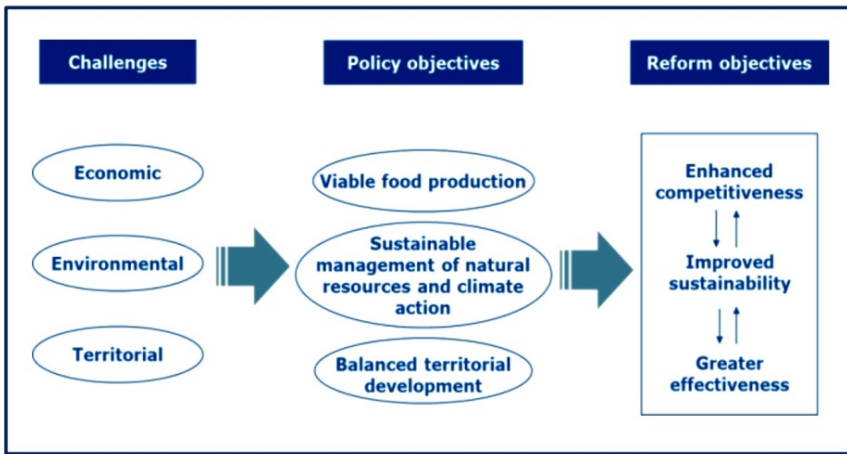 Challenges
Policy objectives
Reform objectives
Economic
Environmental
Territorial
Viable food production
Sustainable
management of natural
resources and climate
action
Balanced territorial
development
Enhanced
competitiveness
Improved
sustainability
Greater
effectiveness